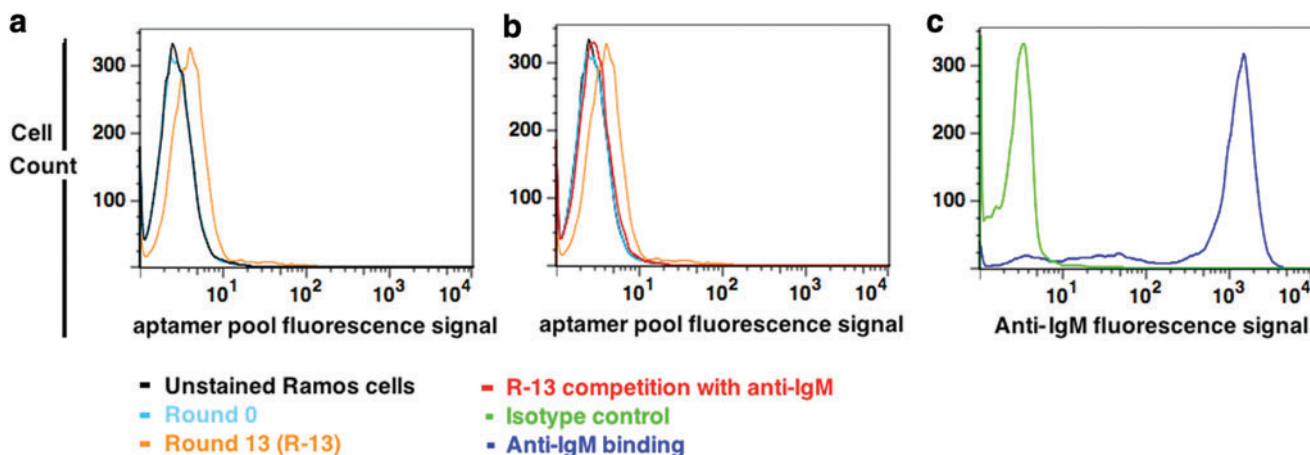 a
b
c
Cell
Count
300
200
100
10^1 10^2 10^3 10^4
aptamer pool fluorescence signal
300
200
100
10^1 10^2 10^3 10^4
aptamer pool fluorescence signal
300
200
100
10^1 10^2 10^3 10^4
Anti-IgM fluorescence signal
Unstained Ramos cells
Round 0
Round 13 (R-13)
R-13 competition with anti-IgM
Isotype control
Anti-IgM binding